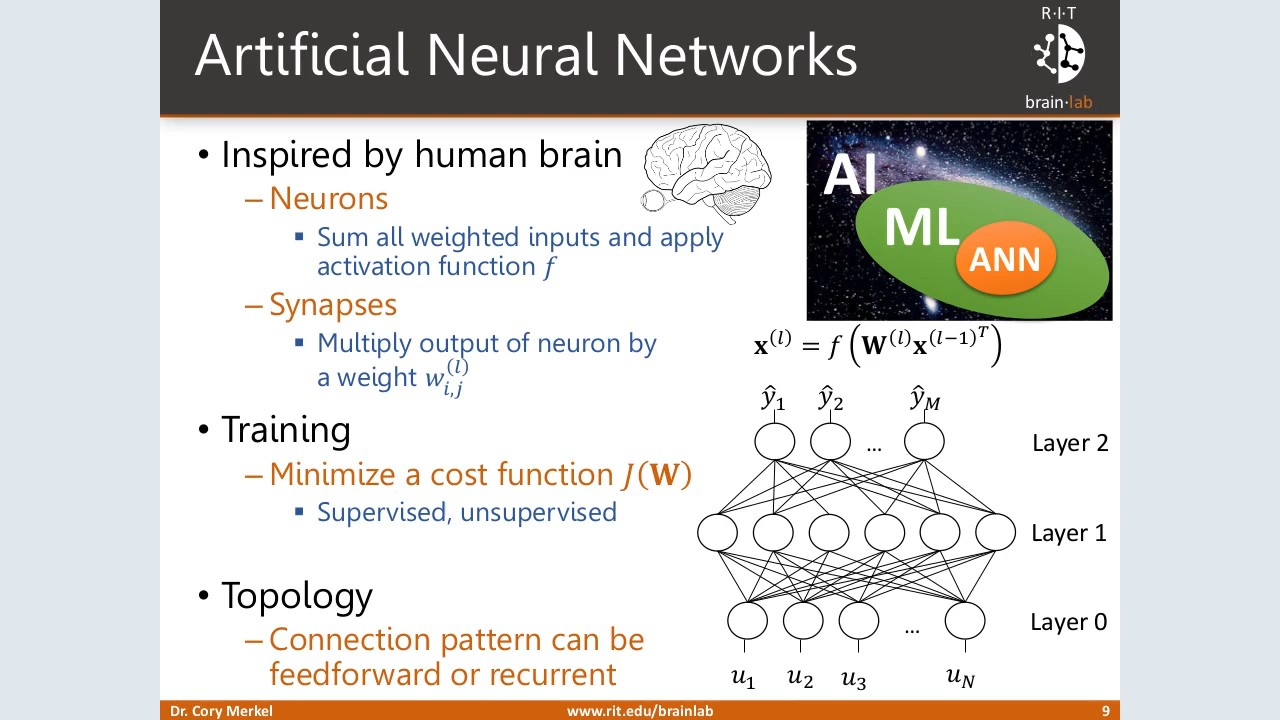 Artificial Neural Networks
R·I·T
brain·lab
• Inspired by human brain
– Neurons
▪ Sum all weighted inputs and apply
activation function f
– Synapses
▪ Multiply output of neuron by
a weight w_{i,j}^{(l)}
• Training
– Minimize a cost function J(W)
▪ Supervised, unsupervised
• Topology
– Connection pattern can be
feedforward or recurrent
AI
ML
ANN
x^{(l)} = f(W^{(l)}x^{(l−1)^T})
ŷ_1 ŷ_2 ŷ_M
... Layer 2
Layer 1
... Layer 0
u_1 u_2 u_3 u_N
Dr. Cory Merkel www.rit.edu/brainlab 9